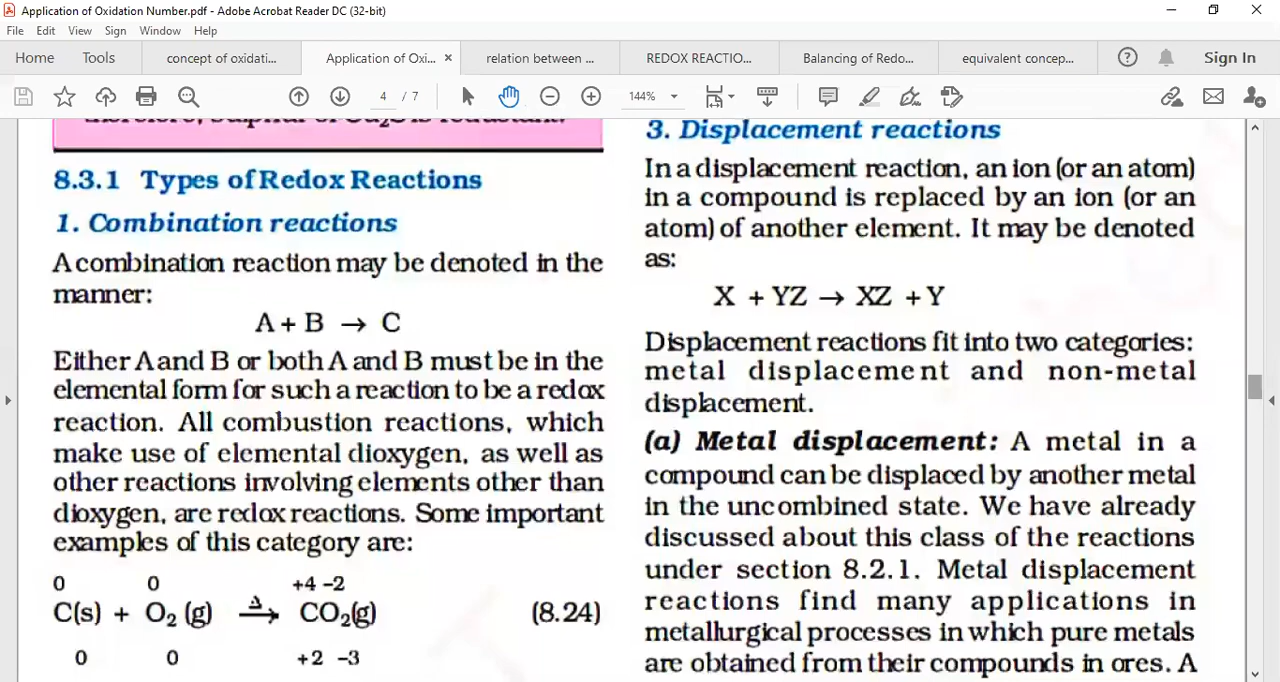 Application of Oxidation Number.pdf - Adobe Acrobat Reader DC (32-bit)
File Edit View Sign Window Help
Home Tools concept of oxidati... Application of Oxi... × relation between ... REDOX REACTIO... Balancing of Redo... equivalent concep... Sign In
4 / 7 144%
therefore, sulphur of Cu₂S is reductant.
8.3.1 Types of Redox Reactions
1. Combination reactions
A combination reaction may be denoted in the
manner:
A + B → C
Either A and B or both A and B must be in the
elemental form for such a reaction to be a redox
reaction. All combustion reactions, which
make use of elemental dioxygen, as well as
other reactions involving elements other than
dioxygen, are redox reactions. Some important
examples of this category are:
0 0 +4 –2
C(s) + O₂ (g) Δ→ CO₂(g) (8.24)
0 0 +2 –3
3. Displacement reactions
In a displacement reaction, an ion (or an atom)
in a compound is replaced by an ion (or an
atom) of another element. It may be denoted
as:
X + YZ → XZ + Y
Displacement reactions fit into two categories:
metal displacement and non-metal
displacement.
(a) Metal displacement: A metal in a
compound can be displaced by another metal
in the uncombined state. We have already
discussed about this class of the reactions
under section 8.2.1. Metal displacement
reactions find many applications in
metallurgical processes in which pure metals
are obtained from their compounds in ores. A